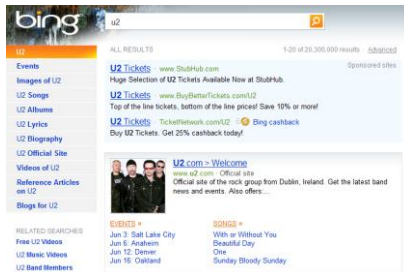 bing
u2
U2
Events
Images of U2
U2 Songs
U2 Albums
U2 Lyrics
U2 Biography
U2 Official Site
Videos of U2
Reference Articles
on U2
Blogs for U2
RELATED SEARCHES
Free U2 Videos
U2 Music Videos
U2 Band Members
ALL RESULTS 1-20 of 20,300,000 results · Advanced
Sponsored sites
U2 Tickets · www.StubHub.com
Huge Selection of U2 Tickets Available Now at StubHub.
U2 Tickets · www.BuyBetterTickets.com/U2
Top of the line tickets, bottom of the line prices! Save 10% or more!
U2 Tickets · TicketNetwork.com/U2 Bing cashback
Buy U2 Tickets. Get 25% cashback today!
U2.com > Welcome
www.u2.com · Official site
Official site of the rock group from Dublin, Ireland. Get the latest band
news and events. Also offers:...
EVENTS »
Jun 3: Salt Lake City
Jun 6: Anaheim
Jun 12: Denver
Jun 16: Oakland
SONGS »
With or Without You
Beautiful Day
One
Sunday Bloody Sunday